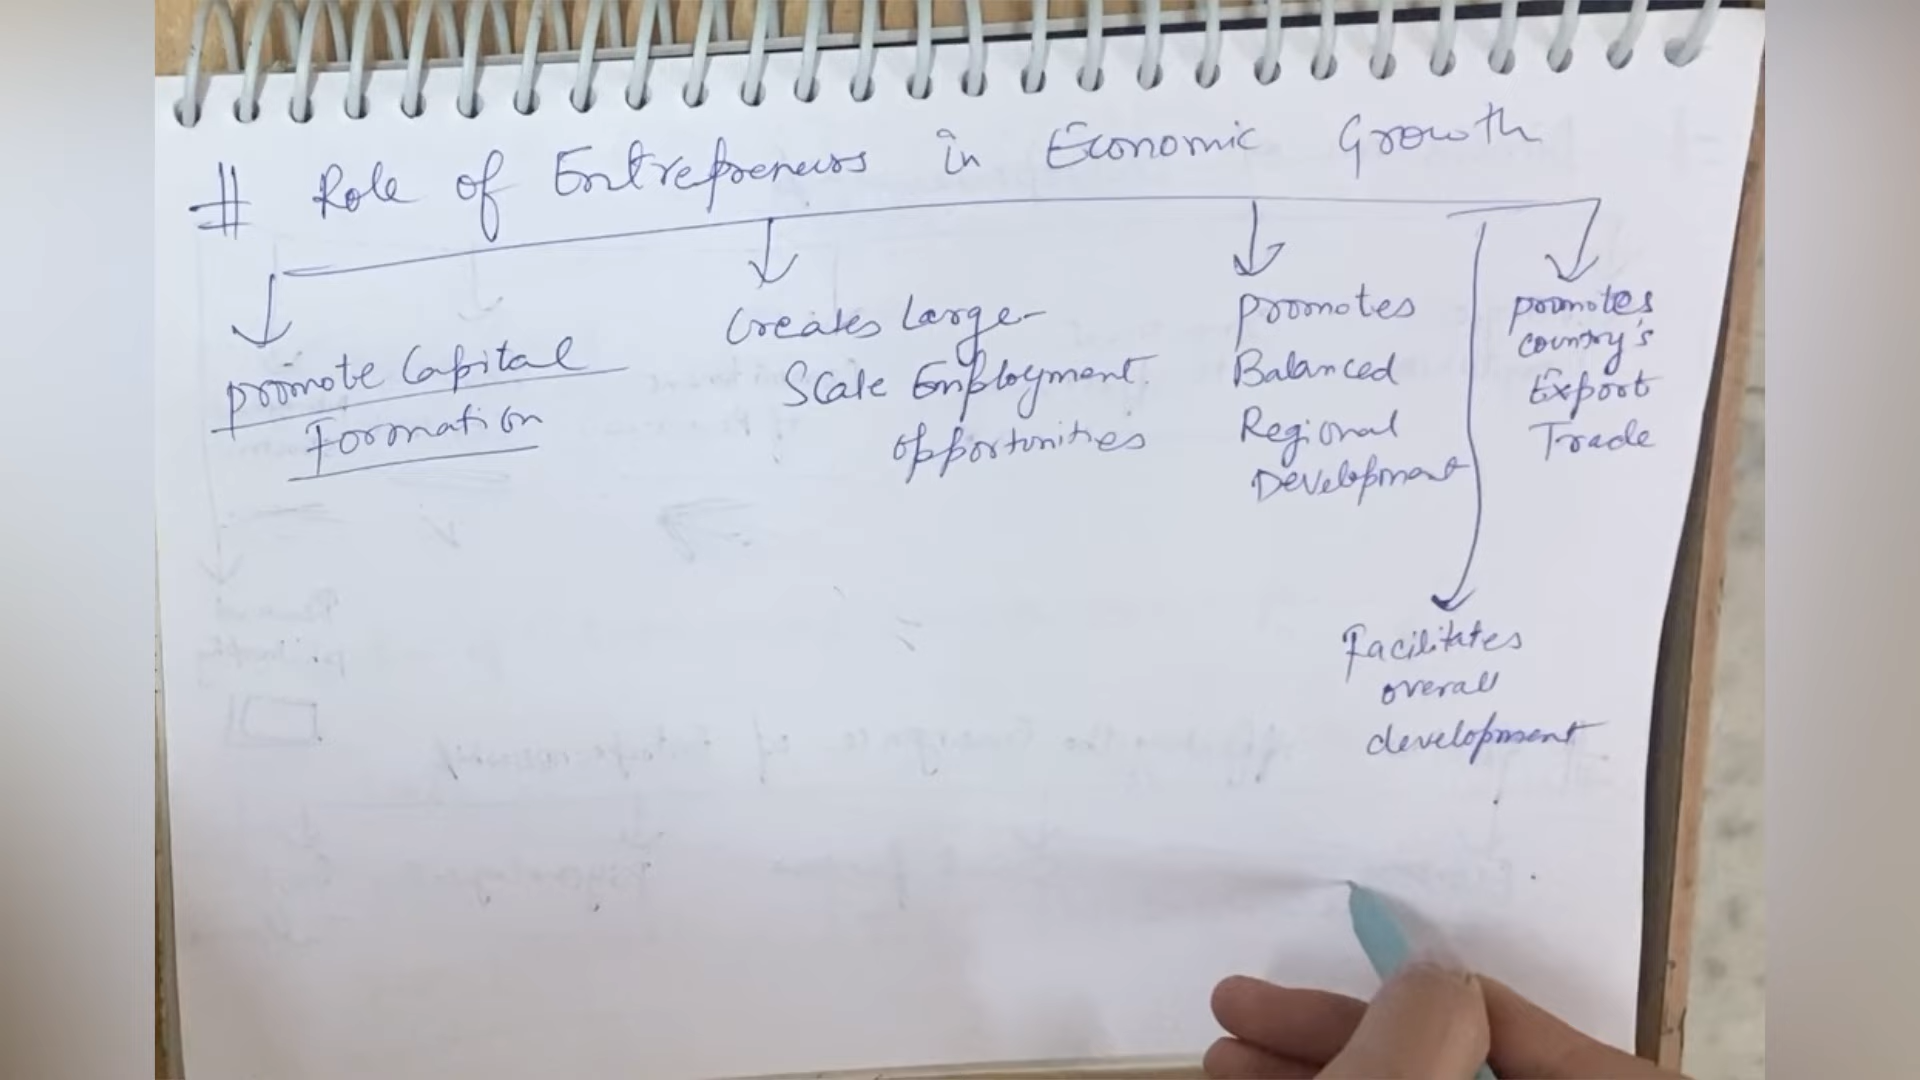 # Role of Entrepreneurs in Economic Growth
promote Capital
Formation
Creates large-
Scale Employment
opportunities
promotes
Balanced
Regional
Development
promotes
country's
Export
Trade
Facilitates
overall
development